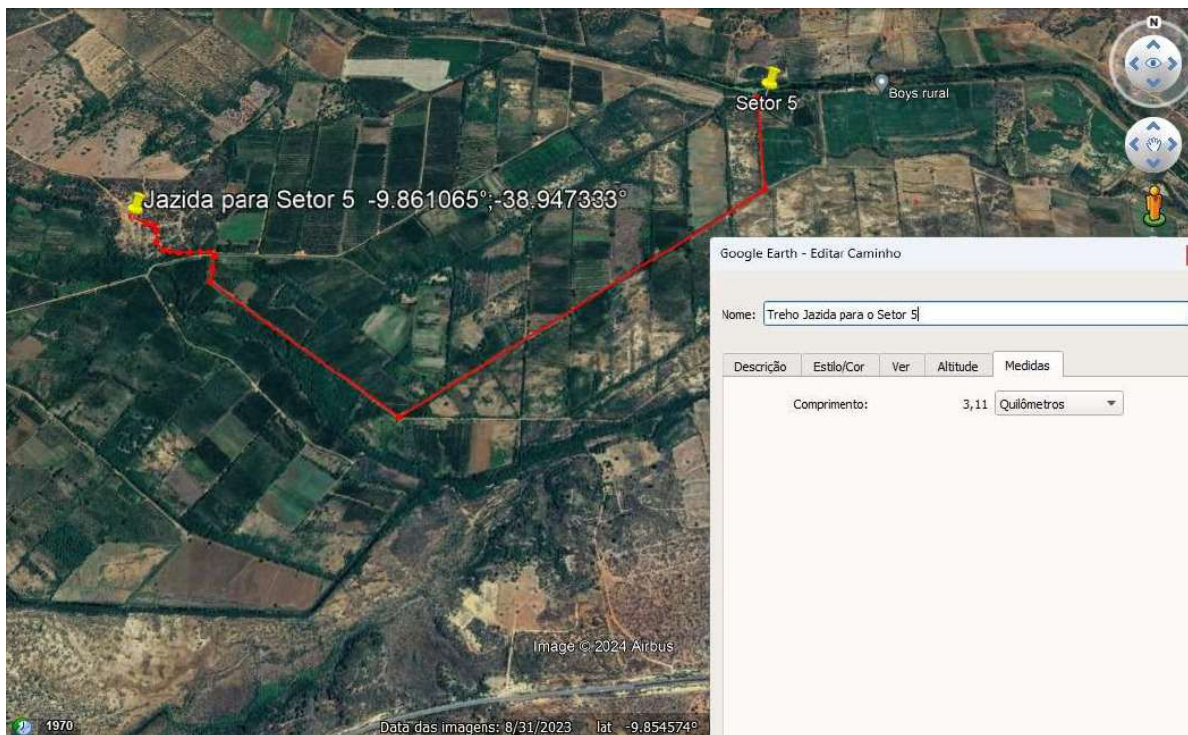 N
Setor 5
Boys rural
Jazida para Setor 5 -9.861065°;-38.947333°
Google Earth - Editar Caminho
Nome: Treho Jazida para o Setor 5
Descrição Estilo/Cor Ver Altitude Medidas
Comprimento: 3,11 Quilômetros
Image © 2024 Airbus
1970 Data das imagens: 8/31/2023 lat -9.854574°